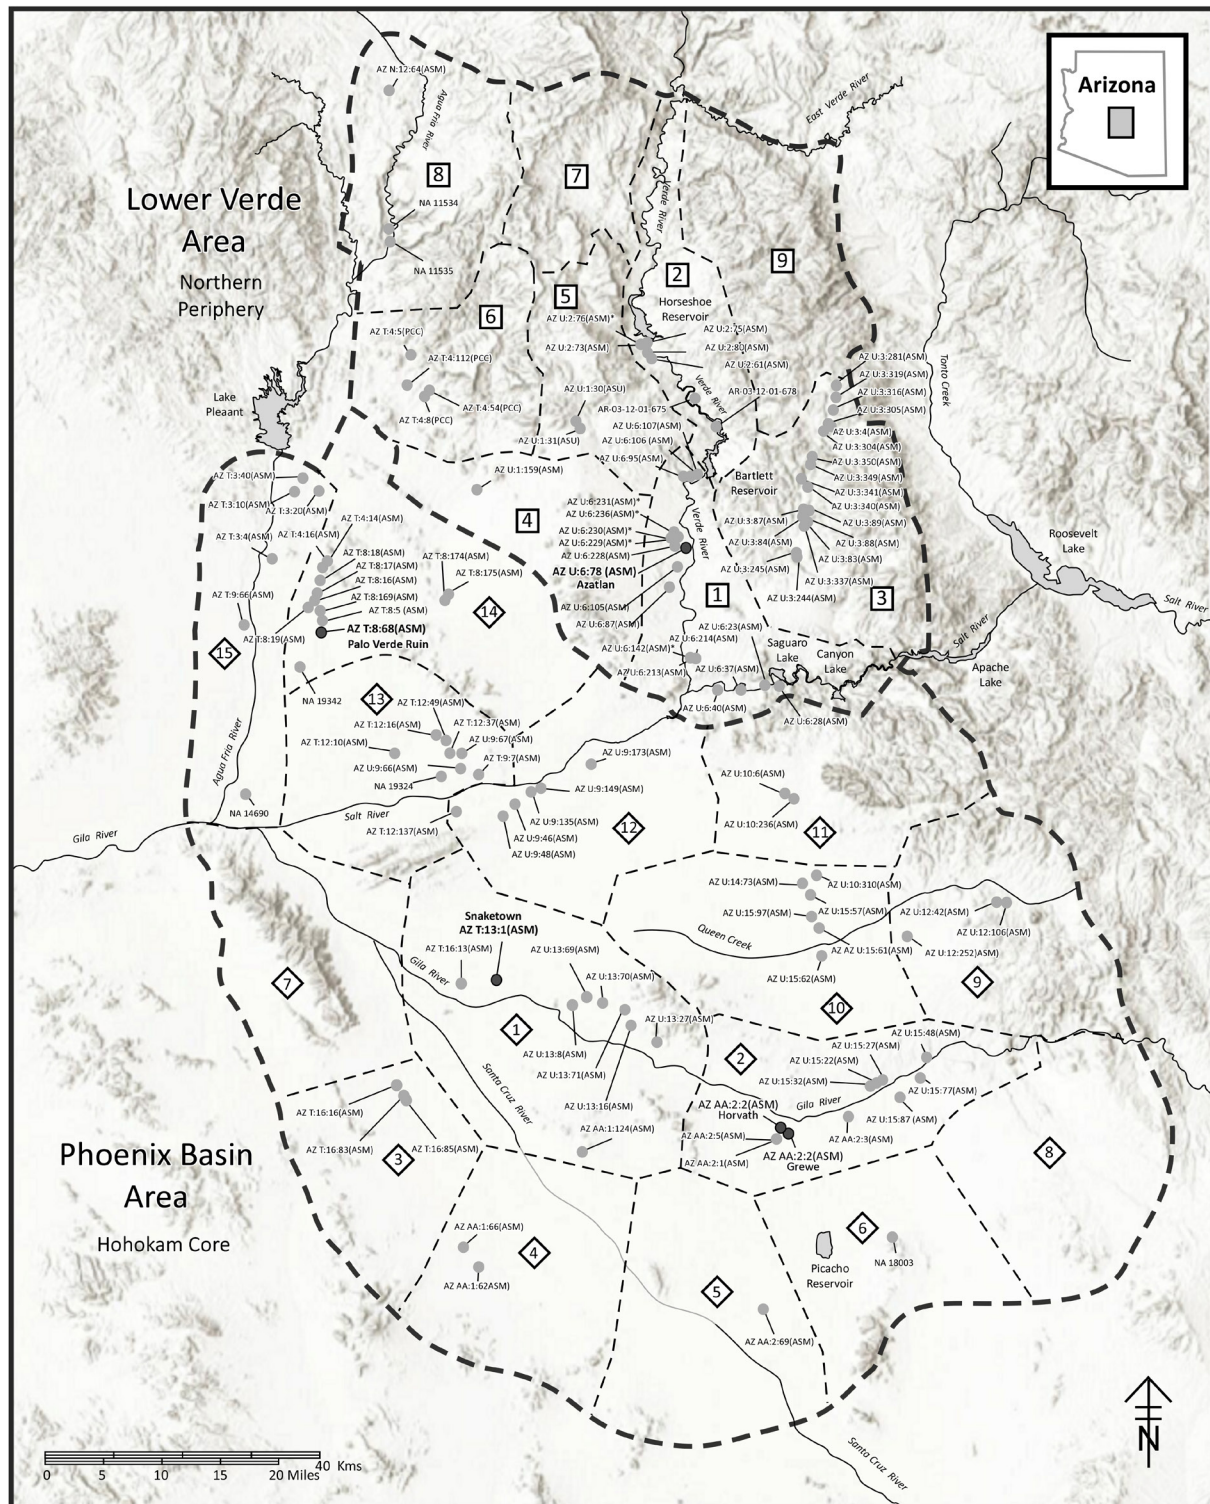 AZ N:12:64(ASM)
Agua Fria River
East Verde River
Arizona
8
7
Lower Verde
Area
Northern
Periphery
NA 11534
NA 11535
Verde River
9
2
5
6
Horseshoe
Reservoir
AZ U:2:76(ASM)*
AZ U:2:75(ASM)
AZ U:2:73(ASM)
AZ U:2:80(ASM)
AZ U:2:61(ASM)
AZ T:4:5(PCC)
AZ T:4:112(PCC)
AZ T:4:54(PCC)
AZ T:4:8(PCC)
Lake
Pleasant
Verde River
AR-03-12-01-678
AR-03-12-01-675
AZ U:1:30(ASU)
AZ U:1:31(ASU)
AZ U:6:107(ASM)
AZ U:6:106 (ASM)
AZ U:6:95(ASM)
AZ U:3:281(ASM)
AZ U:3:319(ASM)
AZ U:3:316(ASM)
AZ U:3:305(ASM)
AZ U:3:4(ASM)
AZ U:3:304(ASM)
AZ U:3:350(ASM)
AZ U:3:349(ASM)
AZ U:3:341(ASM)
AZ U:3:340(ASM)
AZ U:3:89(ASM)
AZ U:3:88(ASM)
AZ U:3:83(ASM)
AZ U:3:337(ASM)
AZ U:3:87(ASM)
AZ U:3:84(ASM)
AZ U:3:245(ASM)
AZ U:3:244(ASM)
Tonto Creek
Bartlett
Reservoir
AZ U:1:159(ASM)
4
AZ U:6:231(ASM)*
AZ U:6:236(ASM)*
AZ U:6:230(ASM)*
AZ U:6:229(ASM)*
AZ U:6:228(ASM)
AZ U:6:78 (ASM)
Azatlan
Verde River
AZ U:6:105(ASM)
AZ U:6:87(ASM)
1
3
Roosevelt
Lake
Salt River
Salt River
Apache
Lake
AZ T:3:40(ASM)
AZ T:3:10(ASM)
AZ T:3:20(ASM)
AZ T:3:4(ASM)
AZ T:4:16(ASM)
AZ T:4:14(ASM)
AZ T:8:18(ASM)
AZ T:8:17(ASM)
AZ T:8:16(ASM)
AZ T:8:169(ASM)
AZ T:8:5 (ASM)
AZ T:8:68(ASM)
Palo Verde Ruin
AZ T:8:174(ASM)
AZ T:8:175(ASM)
14
AZ T:9:66(ASM)
AZ T:8:19(ASM)
15
NA 19342
AZ U:6:23(ASM)
AZ U:6:214(ASM)
AZ U:6:142(ASM)*
AZ U:6:213(ASM)
AZ U:6:37(ASM)
AZ U:6:40(ASM)
AZ U:6:28(ASM)
Saguaro
Lake
Canyon
Lake
13
AZ T:12:49(ASM)
AZ T:12:16(ASM)
AZ T:12:37(ASM)
AZ T:12:10(ASM)
AZ U:9:67(ASM)
AZ U:9:66(ASM)
AZ T:9:7(ASM)
NA 19324
Agua Fria River
NA 14690
Gila River
Salt River
AZ T:12:137(ASM)
AZ U:9:173(ASM)
AZ U:9:149(ASM)
AZ U:9:135(ASM)
AZ U:9:46(ASM)
AZ U:9:48(ASM)
12
AZ U:10:6(ASM)
AZ U:10:236(ASM)
11
AZ U:14:73(ASM)
AZ U:10:310(ASM)
AZ U:15:97(ASM)
AZ U:15:57(ASM)
AZ AZ U:15:61(ASM)
AZ U:15:62(ASM)
Queen Creek
AZ U:12:42(ASM)
AZ U:12:106(ASM)
AZ U:12:252(ASM)
9
10
Snaketown
AZ T:13:1(ASM)
AZ T:16:13(ASM)
AZ U:13:69(ASM)
AZ U:13:70(ASM)
AZ U:13:27(ASM)
AZ U:13:8(ASM)
AZ U:13:71(ASM)
AZ U:13:16(ASM)
Gila River
7
1
2
Santa Cruz River
AZ AA:1:124(ASM)
AZ U:15:48(ASM)
AZ U:15:27(ASM)
AZ U:15:22(ASM)
AZ U:15:32(ASM)
AZ U:15:77(ASM)
AZ U:15:87(ASM)
Gila River
AZ AA:2:2(ASM)
Horvath
AZ AA:2:5(ASM)
AZ AA:2:1(ASM)
AZ AA:2:2(ASM)
Grewe
AZ AA:2:3(ASM)
AZ T:16:16(ASM)
AZ T:16:83(ASM)
AZ T:16:85(ASM)
3
8
Phoenix Basin
Area
Hohokam Core
AZ AA:1:66(ASM)
AZ AA:1:62ASM)
4
5
6
Picacho
Reservoir
NA 18003
AZ AA:2:69(ASM)
Santa Cruz River
N
40 Kms
0 5 10 20 Miles